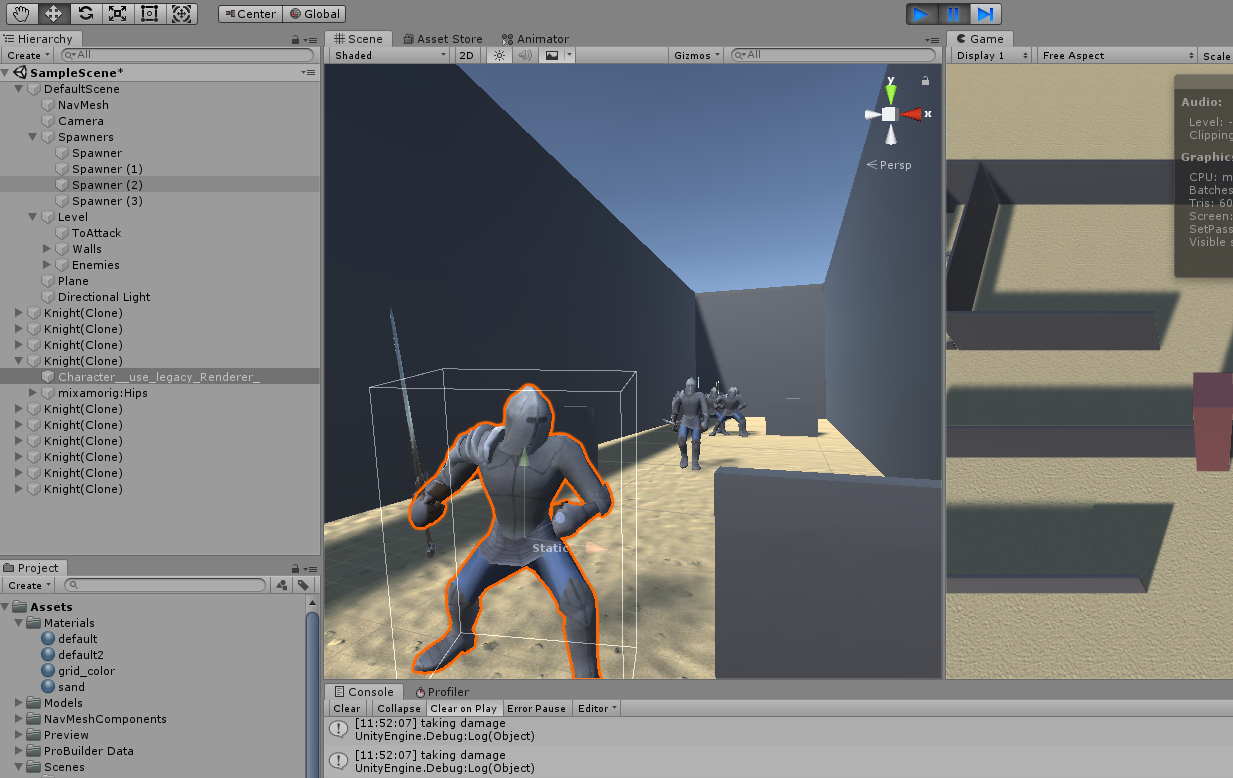 Center
Global
Hierarchy
Create
All
SampleScene*
DefaultScene
NavMesh
Camera
Spawners
Spawner
Spawner (1)
Spawner (2)
Spawner (3)
Level
ToAttack
Walls
Enemies
Plane
Directional Light
Knight(Clone)
Knight(Clone)
Knight(Clone)
Knight(Clone)
Character__use_legacy_Renderer_
mixamorig:Hips
Knight(Clone)
Knight(Clone)
Knight(Clone)
Knight(Clone)
Knight(Clone)
Knight(Clone)
Project
Create
Assets
Materials
default
default2
grid_color
sand
Models
NavMeshComponents
Preview
ProBuilder Data
Scenes
Scene
Asset Store
Animator
Shaded
2D
Gizmos
All
y
x
Persp
Static
Console
Profiler
Clear
Collapse
Clear on Play
Error Pause
Editor
[11:52:07] taking damage
UnityEngine.Debug:Log(Object)
[11:52:07] taking damage
UnityEngine.Debug:Log(Object)
Game
Display 1
Free Aspect
Scale
Audio:
Level: -
Clipping
Graphics
CPU: m
Batches
Tris: 60
Screen:
SetPass
Visible s